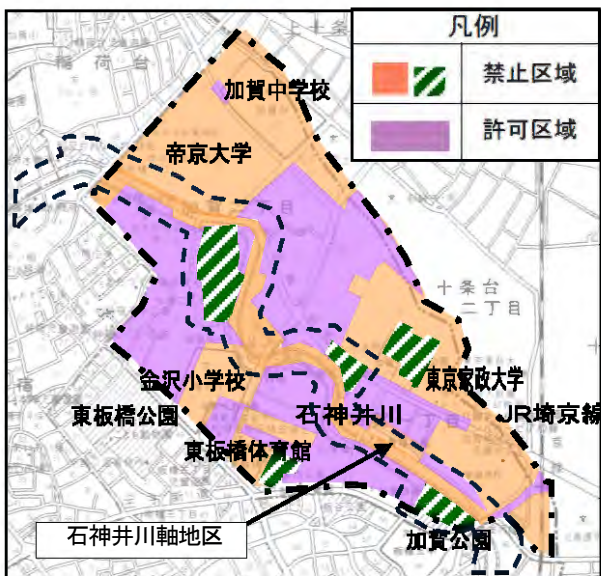 凡例
禁止区域
許可区域
上十条
稲荷台
加賀中学校
帝京大学
十条台
二丁目
東京家政大学
金沢小学校
東板橋公園
石神井川
JR埼京線
東板橋体育館
石神井川軸地区
加賀公園